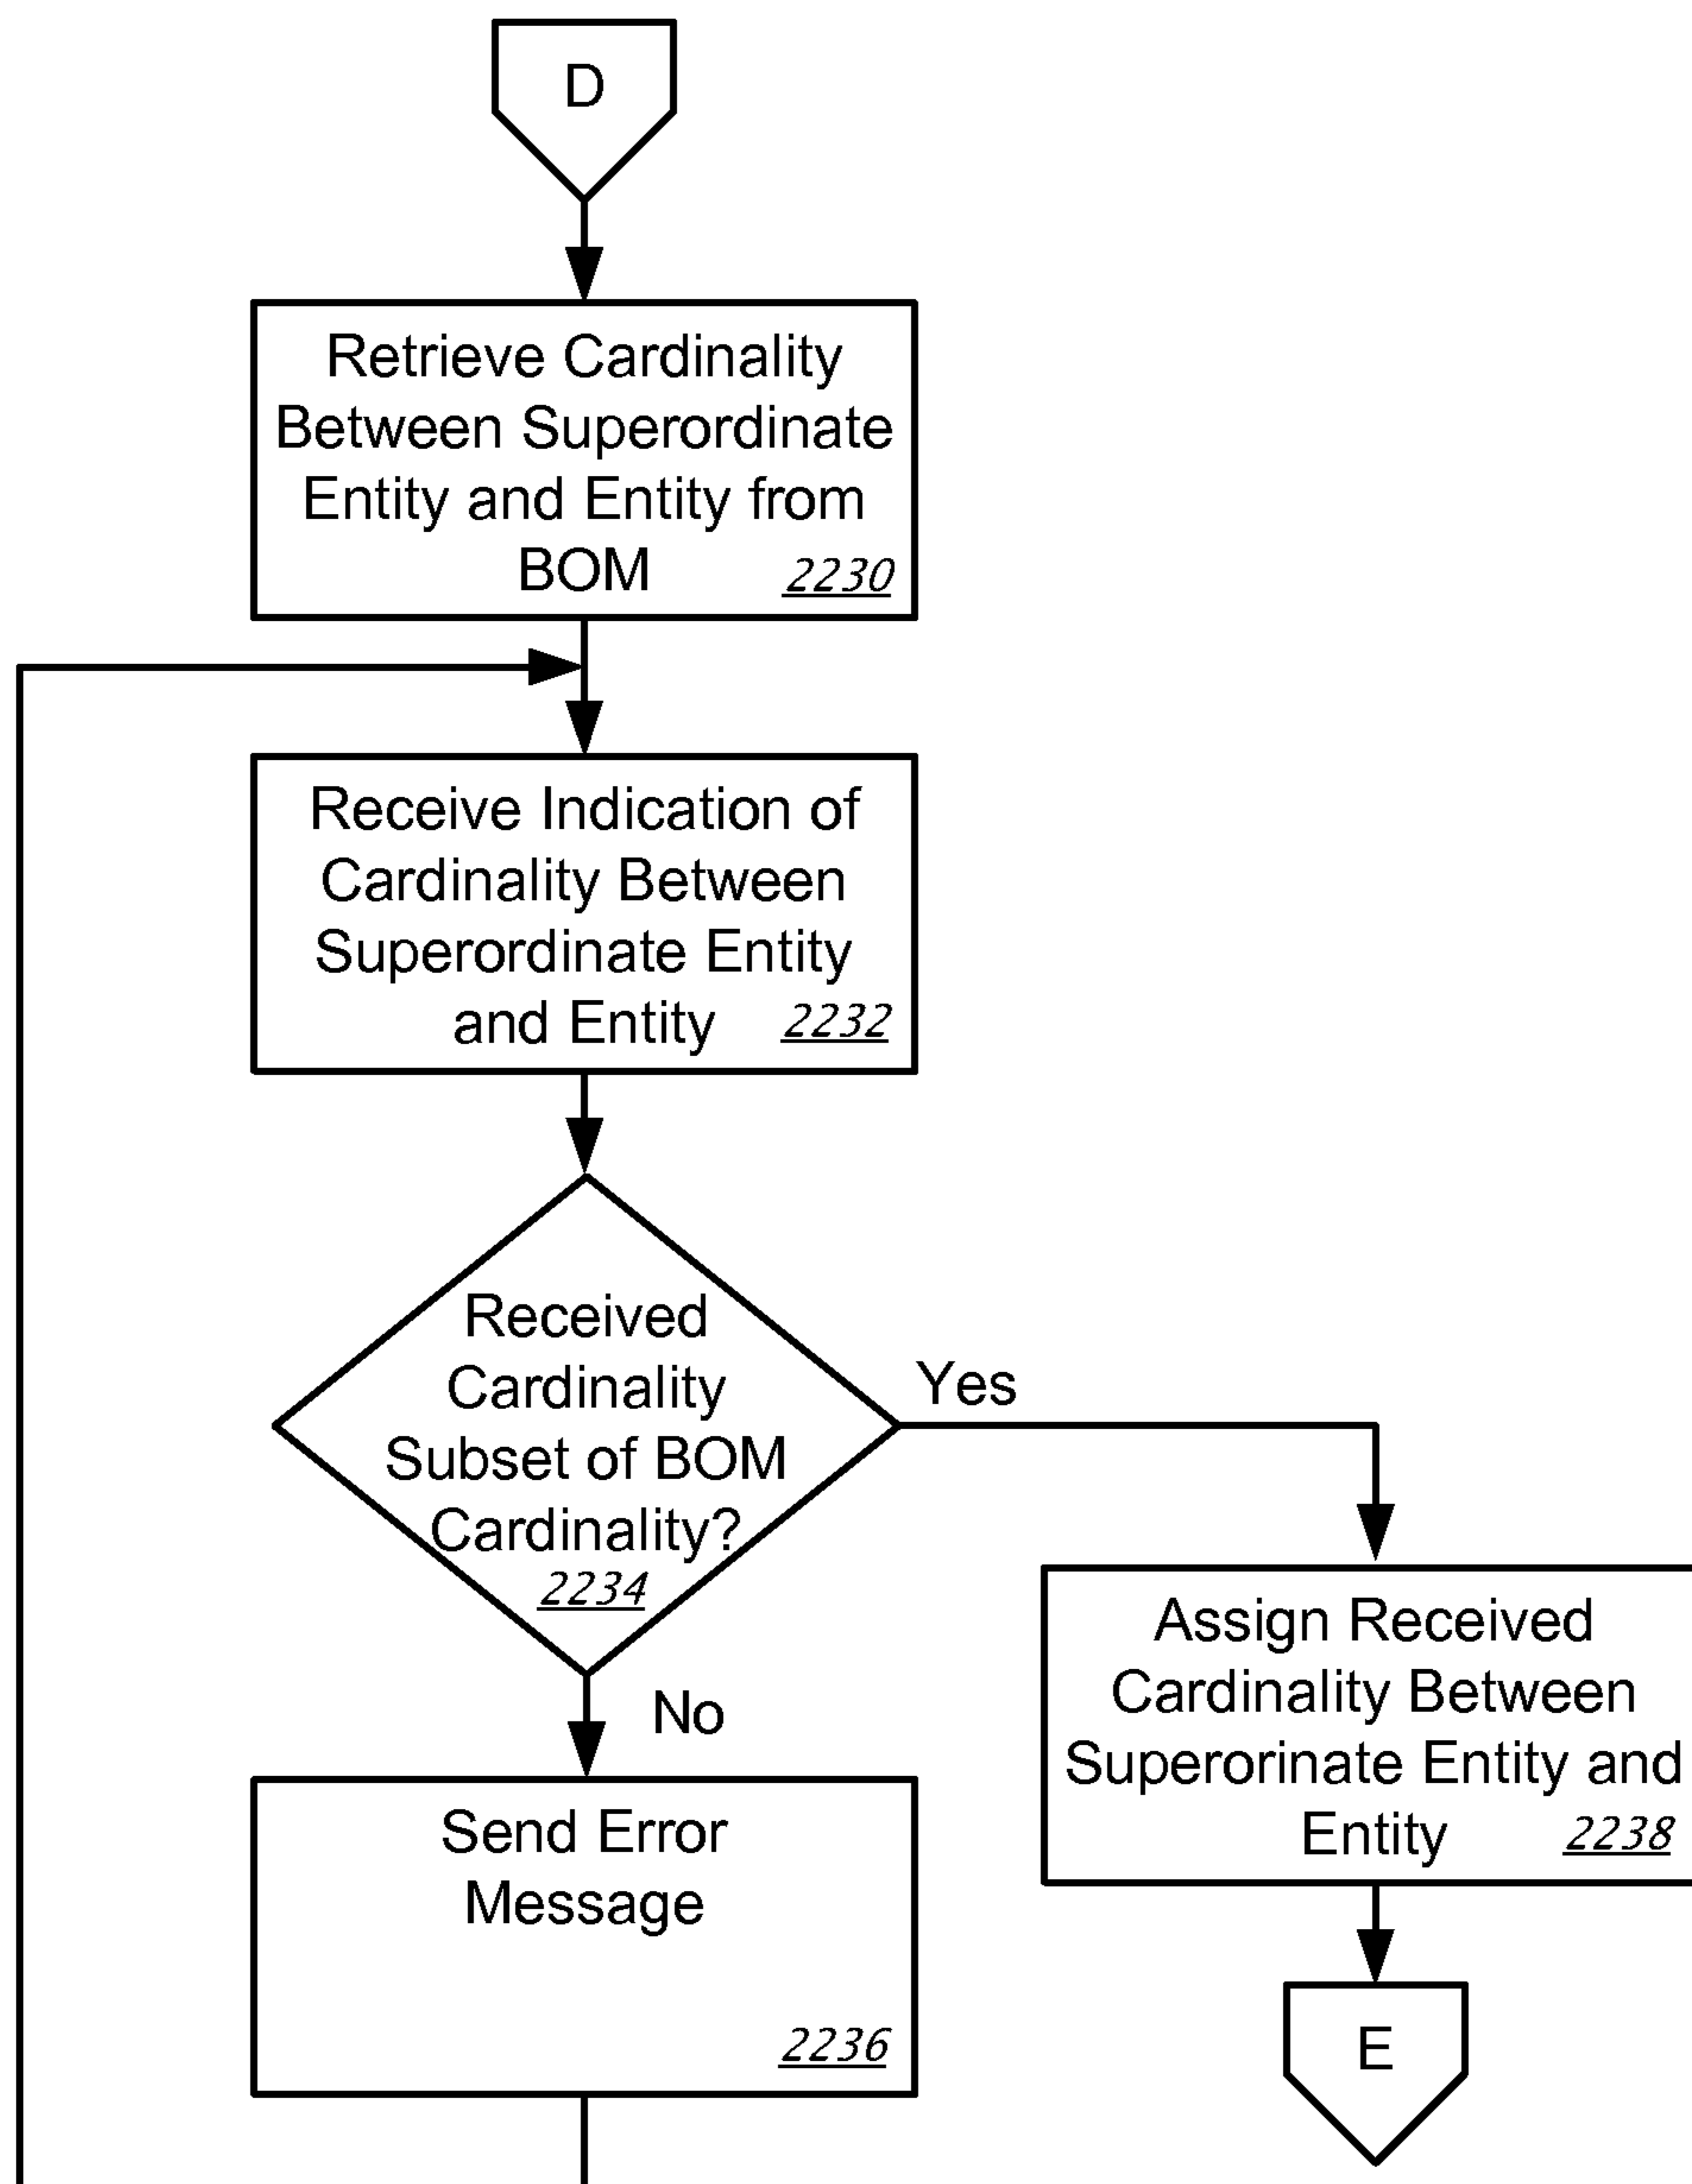 D
Retrieve Cardinality
Between Superordinate
Entity and Entity from
BOM 2230
Receive Indication of
Cardinality Between
Superordinate Entity
and Entity 2232
Received
Cardinality
Subset of BOM
Cardinality?
2234
Yes
No
Send Error
Message
2236
Assign Received
Cardinality Between
Superorinate Entity and
Entity 2238
E